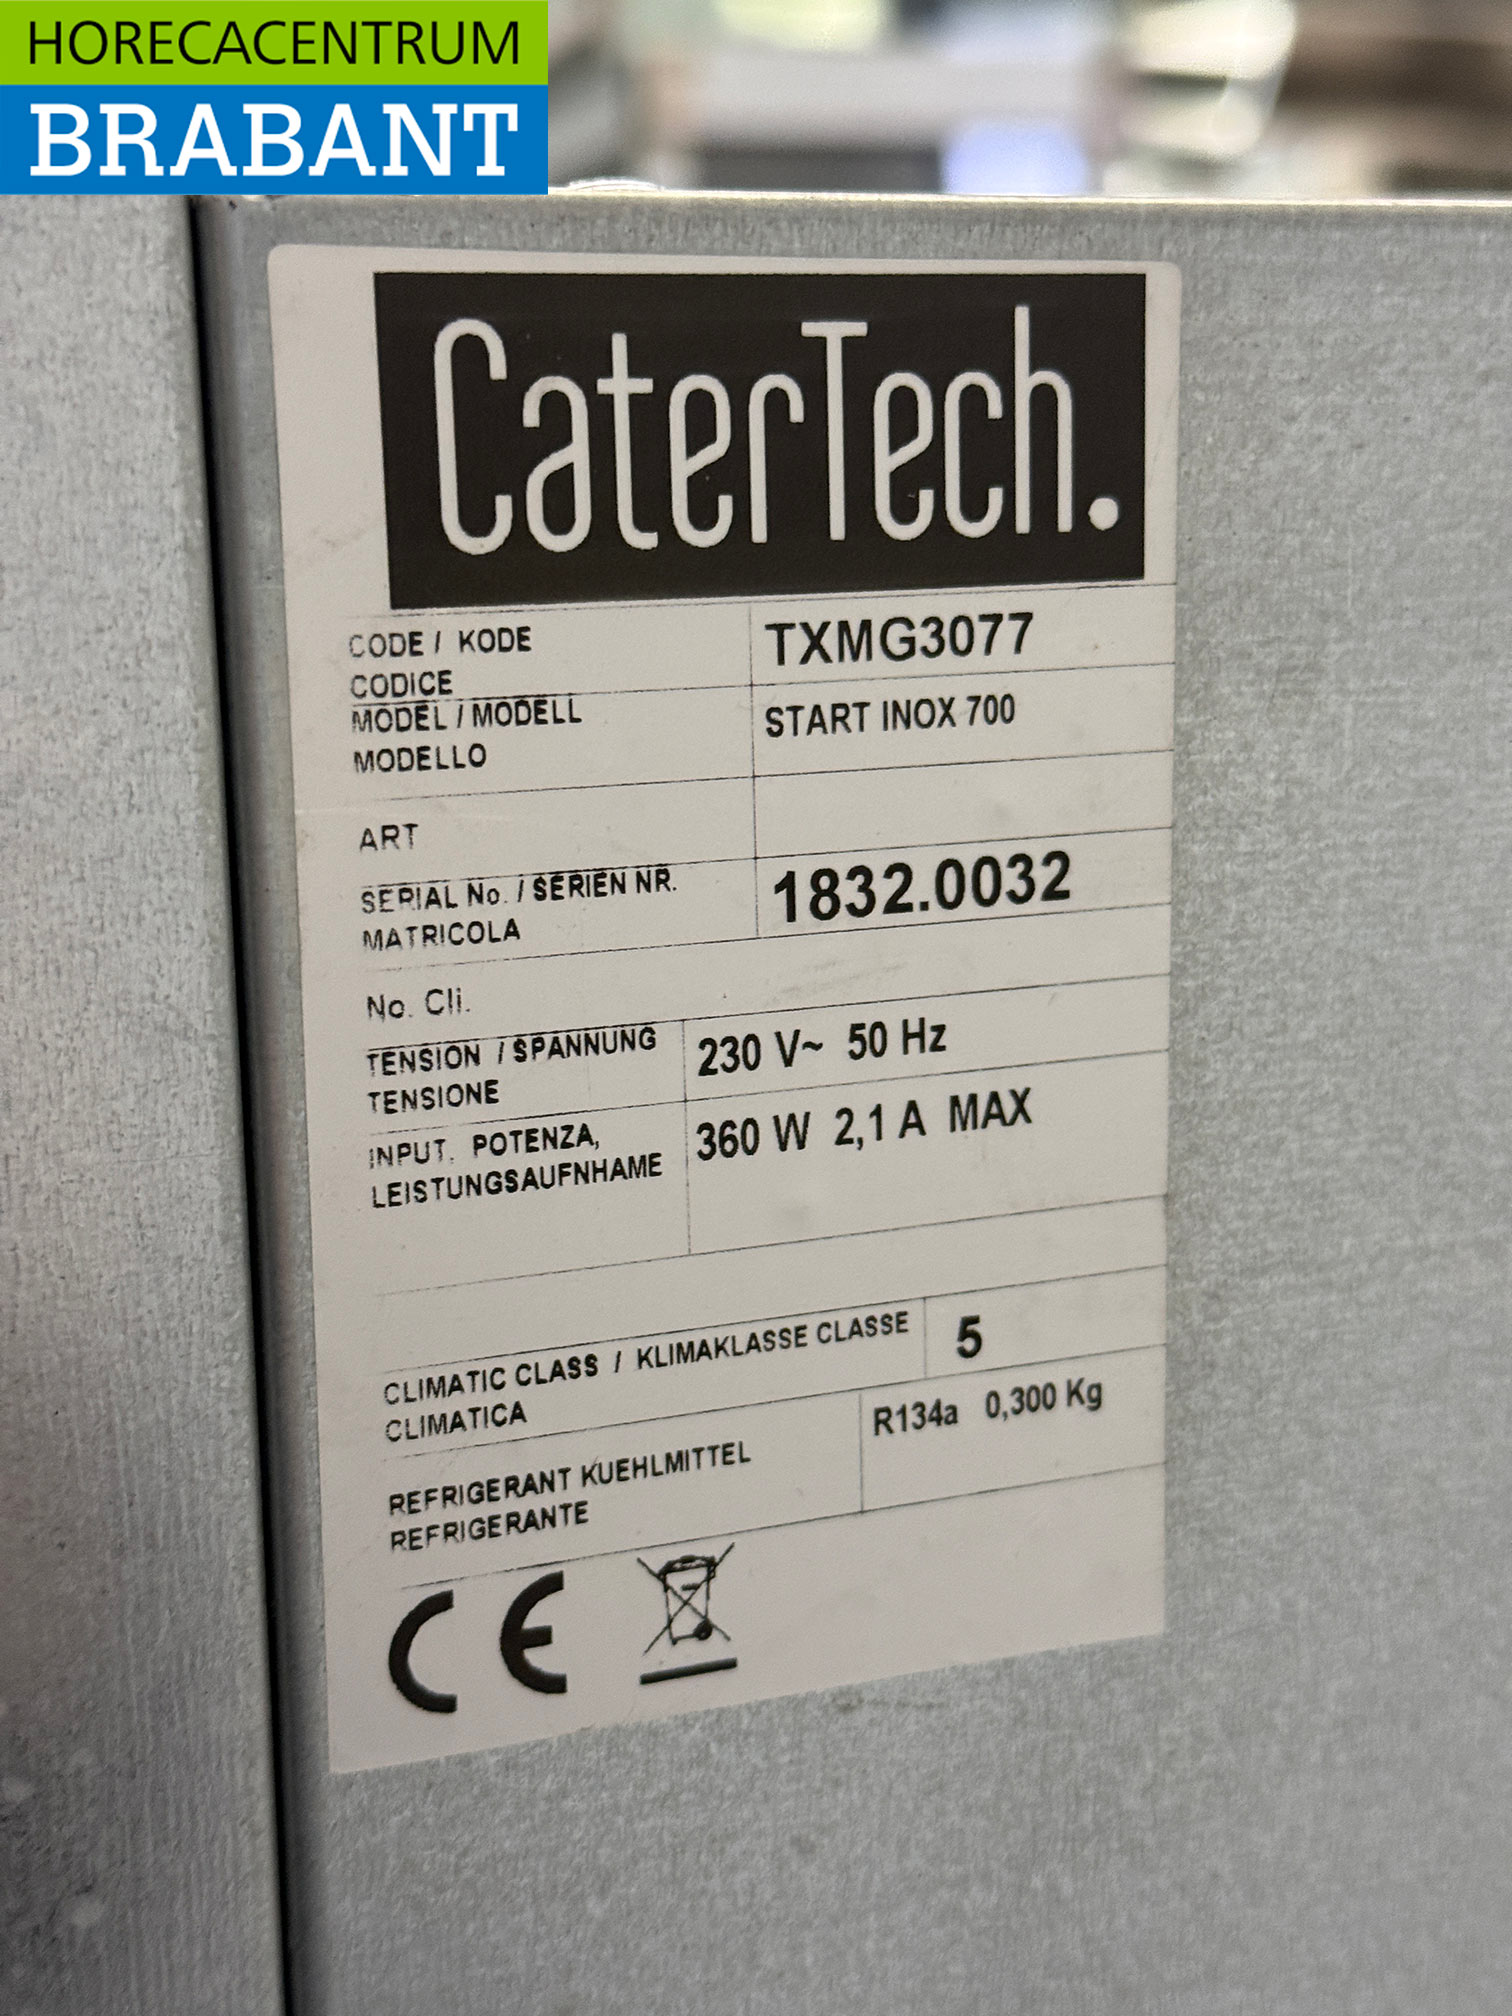 HORECACENTRUM
BRABANT
CaterTech.
CODE / KODE TXMG3077
CODICE
MODEL / MODELL START INOX 700
MODELLO
ART
SERIAL No. / SERIEN NR. 1832.0032
MATRICOLA
No. Cli.
TENSION / SPANNUNG 230 V~ 50 Hz
TENSIONE
INPUT. POTENZA, 360 W 2,1 A MAX
LEISTUNGSAUFNHAME
CLIMATIC CLASS / KLIMAKLASSE CLASSE 5
CLIMATICA
REFRIGERANT KUEHLMITTEL R134a 0,300 Kg
REFRIGERANTE
CE